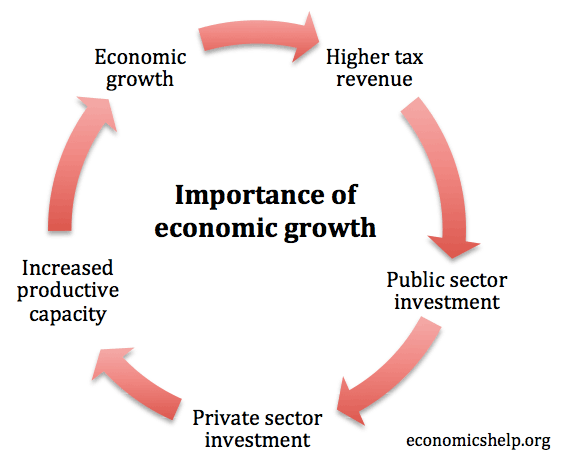 Economic
growth
Higher tax
revenue
Importance of
economic growth
Increased
productive
capacity
Public sector
investment
Private sector
investment
economicshelp.org